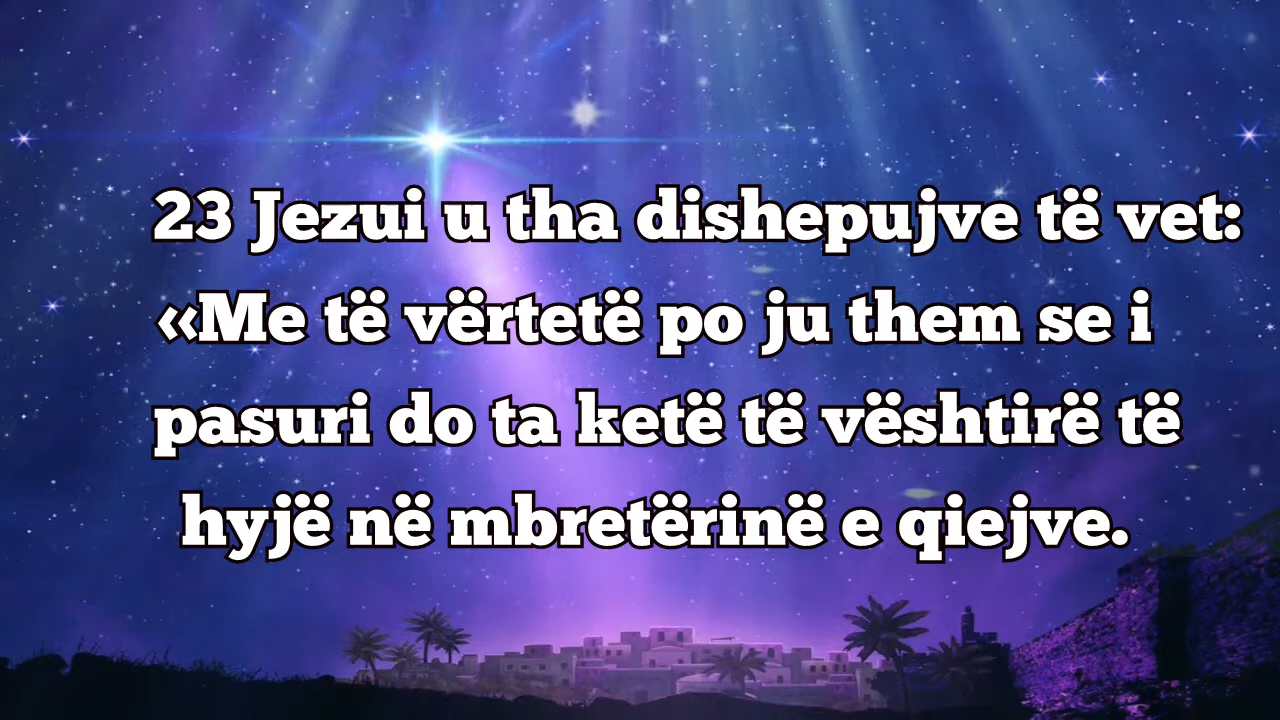 23 Jezui u tha dishepujve të vet:
«Me të vërtetë po ju them se i
pasuri do ta ketë të vështirë të
hyjë në mbretërinë e qiejve.